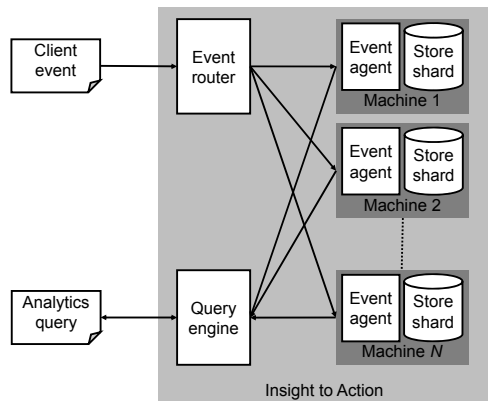 Client
event
Event
router
Event
agent
Store
shard
Machine 1
Event
agent
Store
shard
Machine 2
Analytics
query
Query
engine
Event
agent
Store
shard
Machine N
Insight to Action